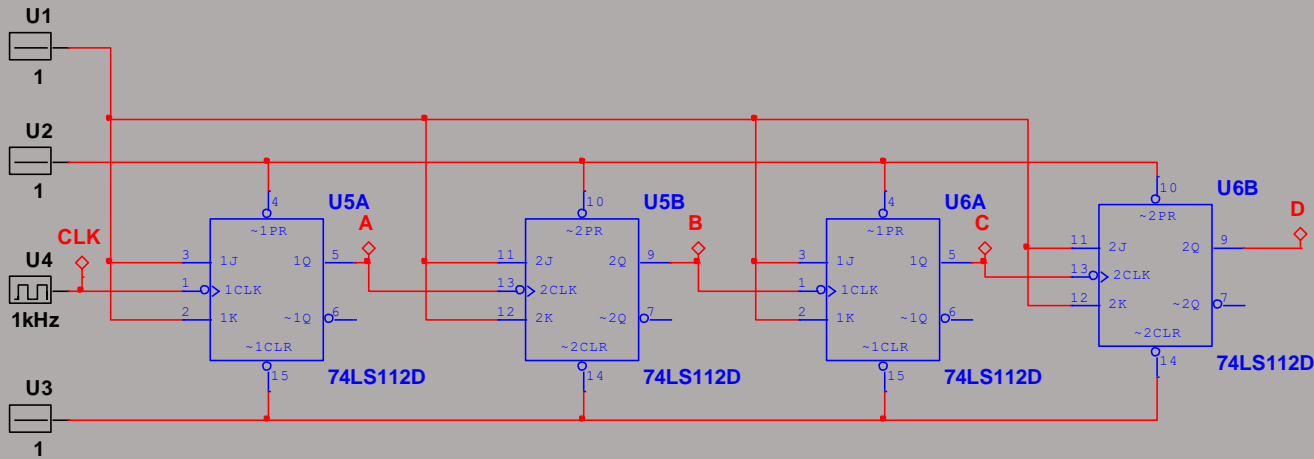 U1
1
U2
1
CLK
U4
1kHz
U3
1
U5A
A
4
~1PR
3 1J 1Q 5
1 1CLK
2 1K ~1Q 6
~1CLR
15
74LS112D
U5B
B
10
~2PR
11 2J 2Q 9
13 2CLK
12 2K ~2Q 7
~2CLR
14
74LS112D
U6A
C
4
~1PR
3 1J 1Q 5
1 1CLK
2 1K ~1Q 6
~1CLR
15
74LS112D
U6B
D
10
~2PR
11 2J 2Q 9
13 2CLK
12 2K ~2Q 7
~2CLR
14
74LS112D